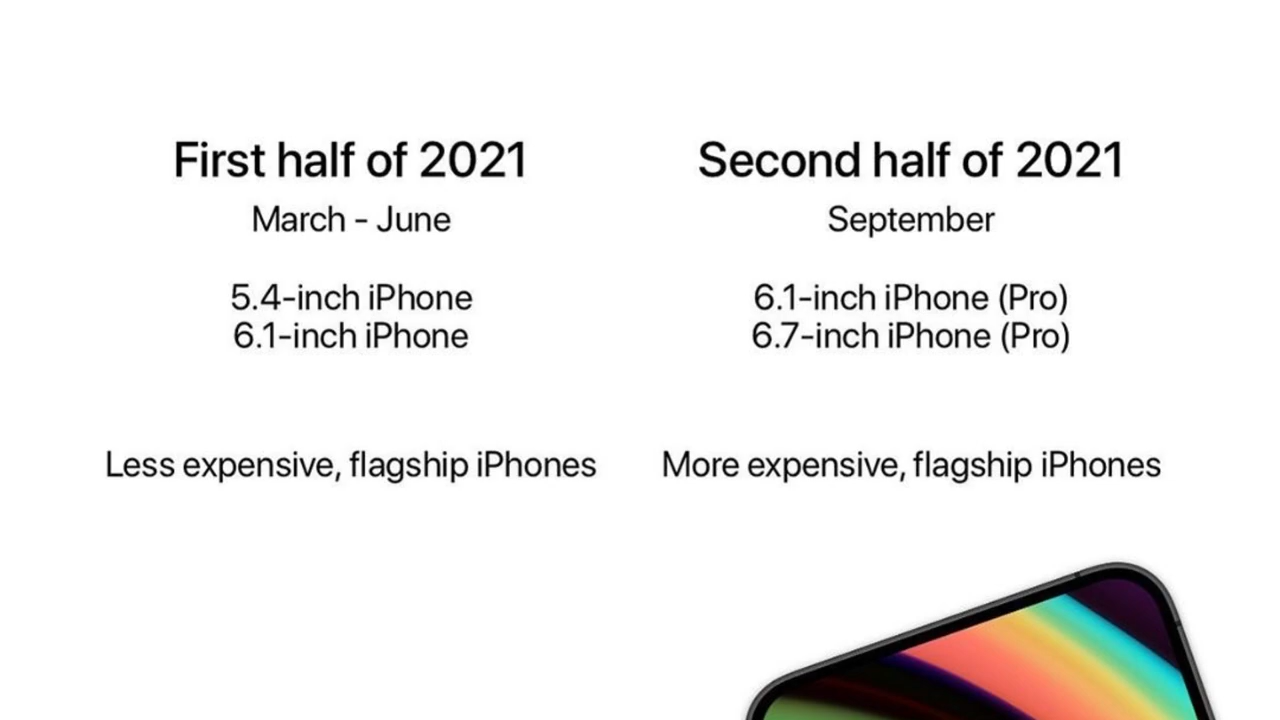 First half of 2021
March - June
5.4-inch iPhone
6.1-inch iPhone
Less expensive, flagship iPhones
Second half of 2021
September
6.1-inch iPhone (Pro)
6.7-inch iPhone (Pro)
More expensive, flagship iPhones